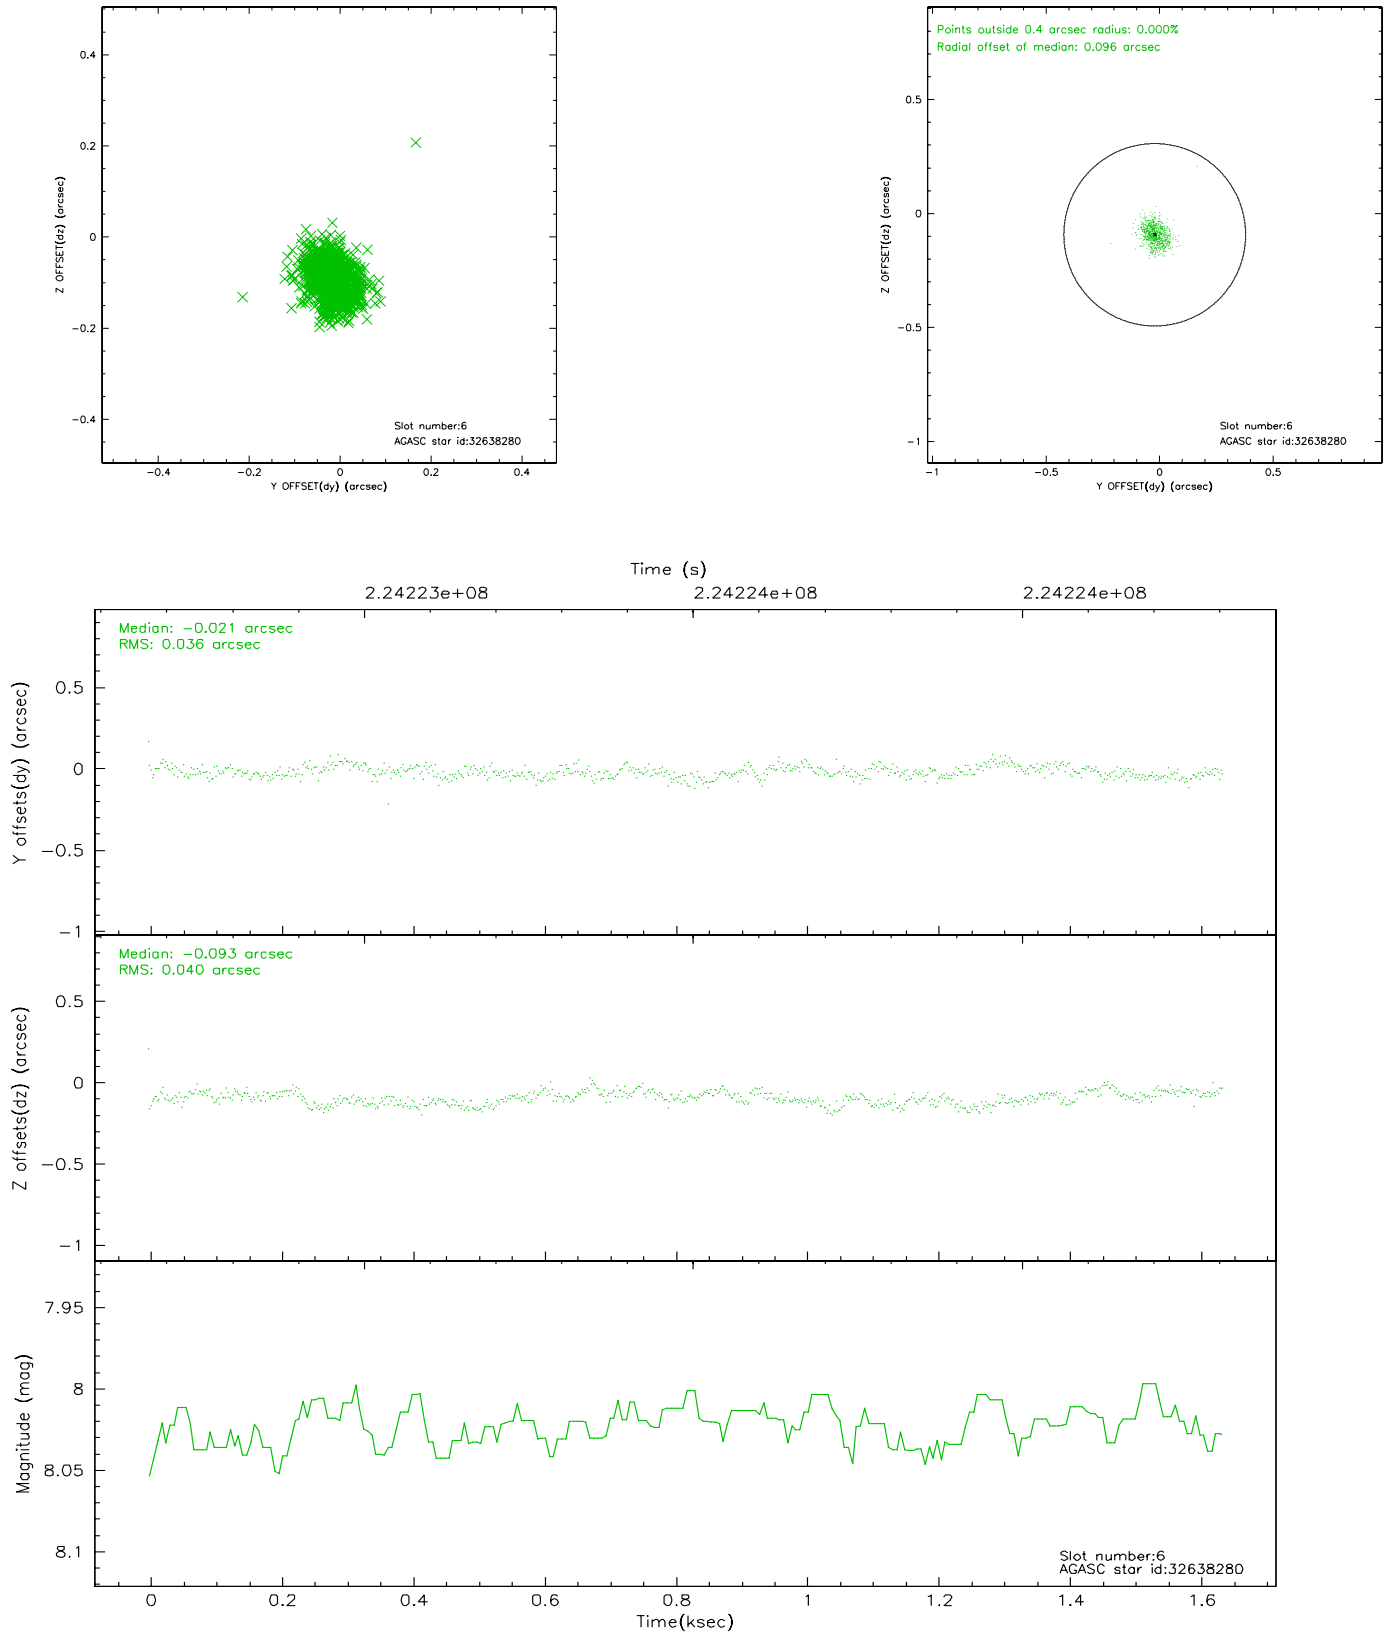 0.4
0.2
0
−0.2
−0.4
Z OFFSET(dz) (arcsec)
−0.4
−0.2
0
0.2
0.4
Y OFFSET(dy) (arcsec)
Slot number:6
AGASC star id:32638280
Points outside 0.4 arcsec radius: 0.000%
Radial offset of median: 0.096 arcsec
0.5
0
−0.5
−1
Z OFFSET(dz) (arcsec)
−1
−0.5
0
0.5
Y OFFSET(dy) (arcsec)
Slot number:6
AGASC star id:32638280
Time (s)
2.24223e+08
2.24224e+08
2.24224e+08
Median: −0.021 arcsec
RMS: 0.036 arcsec
0.5
0
−0.5
−1
Y offsets(dy) (arcsec)
Median: −0.093 arcsec
RMS: 0.040 arcsec
0.5
0
−0.5
−1
Z offsets(dz) (arcsec)
7.95
8
8.05
8.1
Magnitude (mag)
Slot number:6
AGASC star id:32638280
0
0.2
0.4
0.6
0.8
1
1.2
1.4
1.6
Time(ksec)